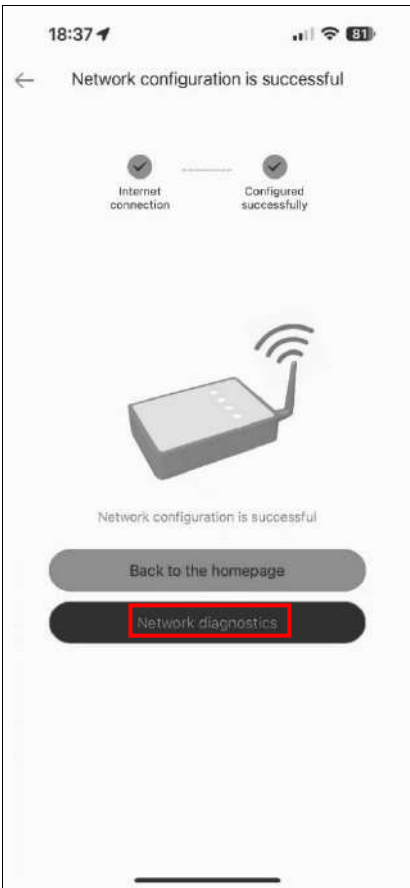 18:37
81
Network configuration is successful
Internet
connection
Configured
successfully
Network configuration is successful
Back to the homepage
Network diagnostics